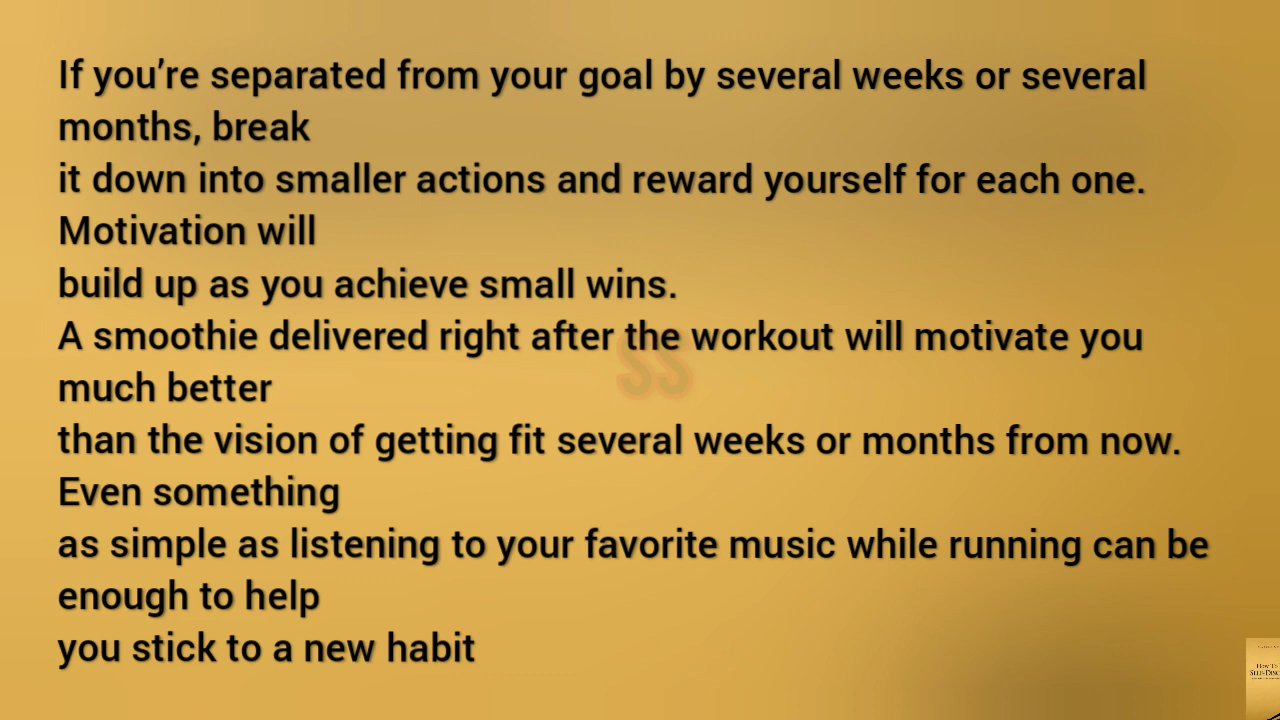 If you’re separated from your goal by several weeks or several
months, break
it down into smaller actions and reward yourself for each one.
Motivation will
build up as you achieve small wins.
A smoothie delivered right after the workout will motivate you
much better
than the vision of getting fit several weeks or months from now.
Even something
as simple as listening to your favorite music while running can be
enough to help
you stick to a new habit
SS
How To